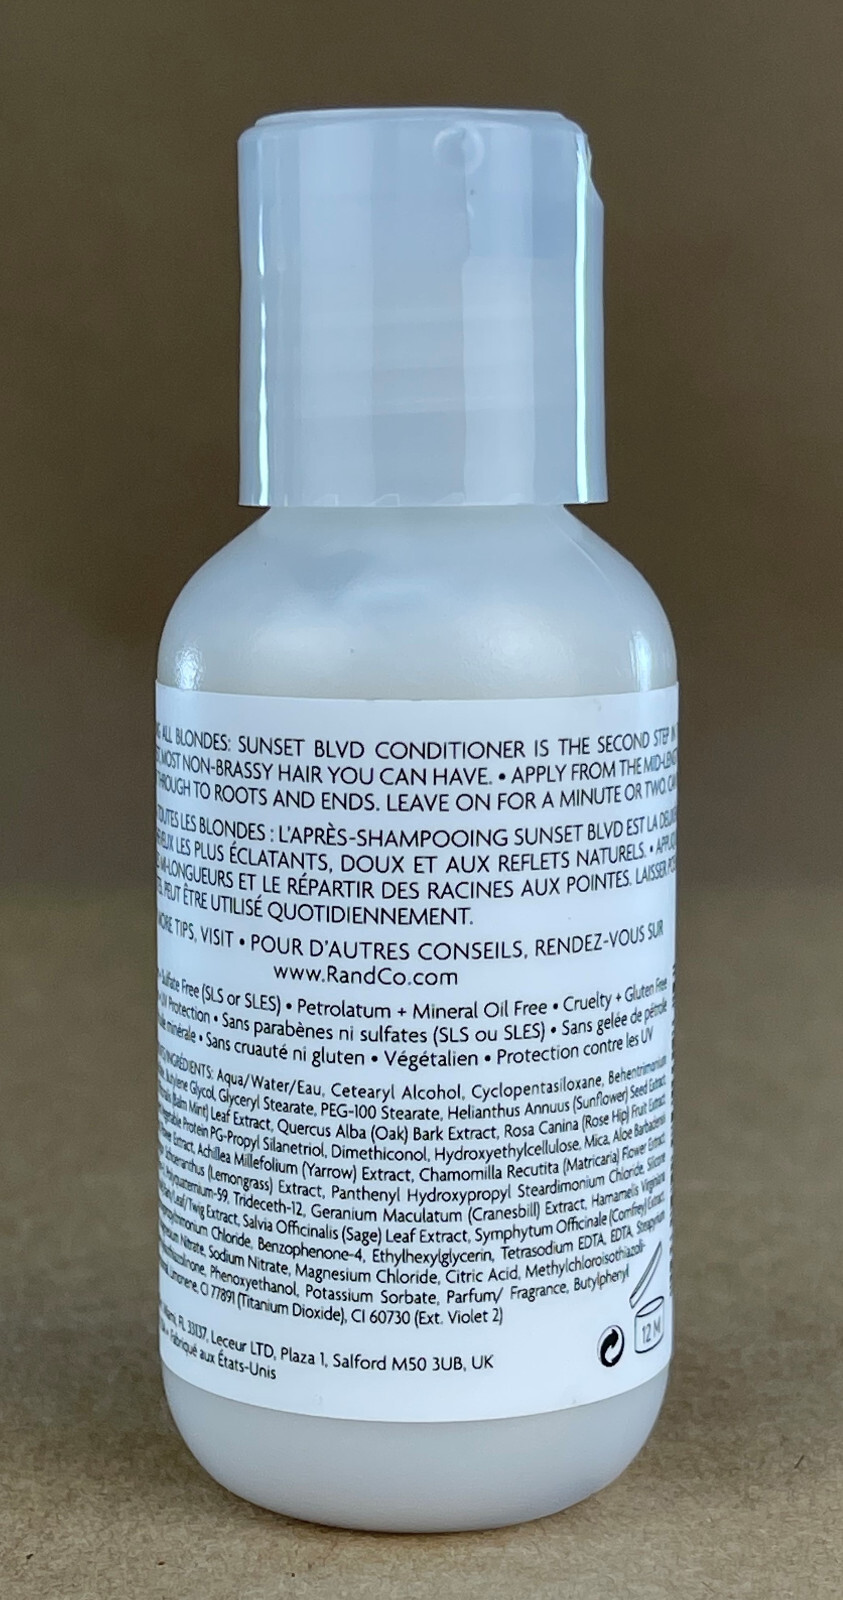 ALL BLONDES: SUNSET BLVD CONDITIONER IS THE SECOND STEP IN
MOST NON-BRASSY HAIR YOU CAN HAVE. • APPLY FROM THE MID-LENGT
THROUGH TO ROOTS AND ENDS. LEAVE ON FOR A MINUTE OR TWO.
TOUTES LES BLONDES : L'APRÈS-SHAMPOOING SUNSET BLVD EST LA
LES PLUS ÉCLATANTS, DOUX ET AUX REFLETS NATURELS. •
MI-LONGUEURS ET LE RÉPARTIR DES RACINES AUX POINTES. LAISSER
PEUT ÊTRE UTILISÉ QUOTIDIENNEMENT.
MORE TIPS, VISIT • POUR D'AUTRES CONSEILS, RENDEZ-VOUS SUR
www.RandCo.com
Sulfate Free (SLS or SLES) • Petrolatum + Mineral Oil Free • Cruelty + Gluten Free
UV Protection • Sans parabènes ni sulfates (SLS ou SLES) • Sans gelée de pétrole
minérale • Sans cruauté ni gluten • Végétalien • Protection contre les UV
INGRÉDIENTS: Aqua/Water/Eau, Cetearyl Alcohol, Cyclopentasiloxane, Behentrimonium
Butylene Glycol, Glyceryl Stearate, PEG-100 Stearate, Helianthus Annuus (Sunflower) Seed Extract,
(Balm Mint) Leaf Extract, Quercus Alba (Oak) Bark Extract, Rosa Canina (Rose Hip) Fruit Extract,
Vegetable Protein PG-Propyl Silanetriol, Dimethiconol, Hydroxyethylcellulose, Mica, Aloe Barbadensis
Extract, Achillea Millefolium (Yarrow) Extract, Chamomilla Recutita (Matricaria) Flower Extract,
Schoenanthus (Lemongrass) Extract, Panthenyl Hydroxypropyl Steardimonium Chloride, Silicone
Polyquaternium-59, Trideceth-12, Geranium Maculatum (Cranesbill) Extract, Hamamelis Virginiana
Leaf/Twig Extract, Salvia Officinalis (Sage) Leaf Extract, Symphytum Officinale (Comfrey) Extract,
Chloride, Benzophenone-4, Ethylhexylglycerin, Tetrasodium EDTA, EDTA,
Nitrate, Sodium Nitrate, Magnesium Chloride, Citric Acid, Methylchloroisothiazoli-
Phenoxyethanol, Potassium Sorbate, Parfum/ Fragrance, Butylphenyl
Limonene, CI 77891 (Titanium Dioxide), CI 60730 (Ext. Violet 2)
12 M
Miami, FL 33137, Leceur LTD, Plaza 1, Salford M50 3UB, UK
• Fabriqué aux États-Unis